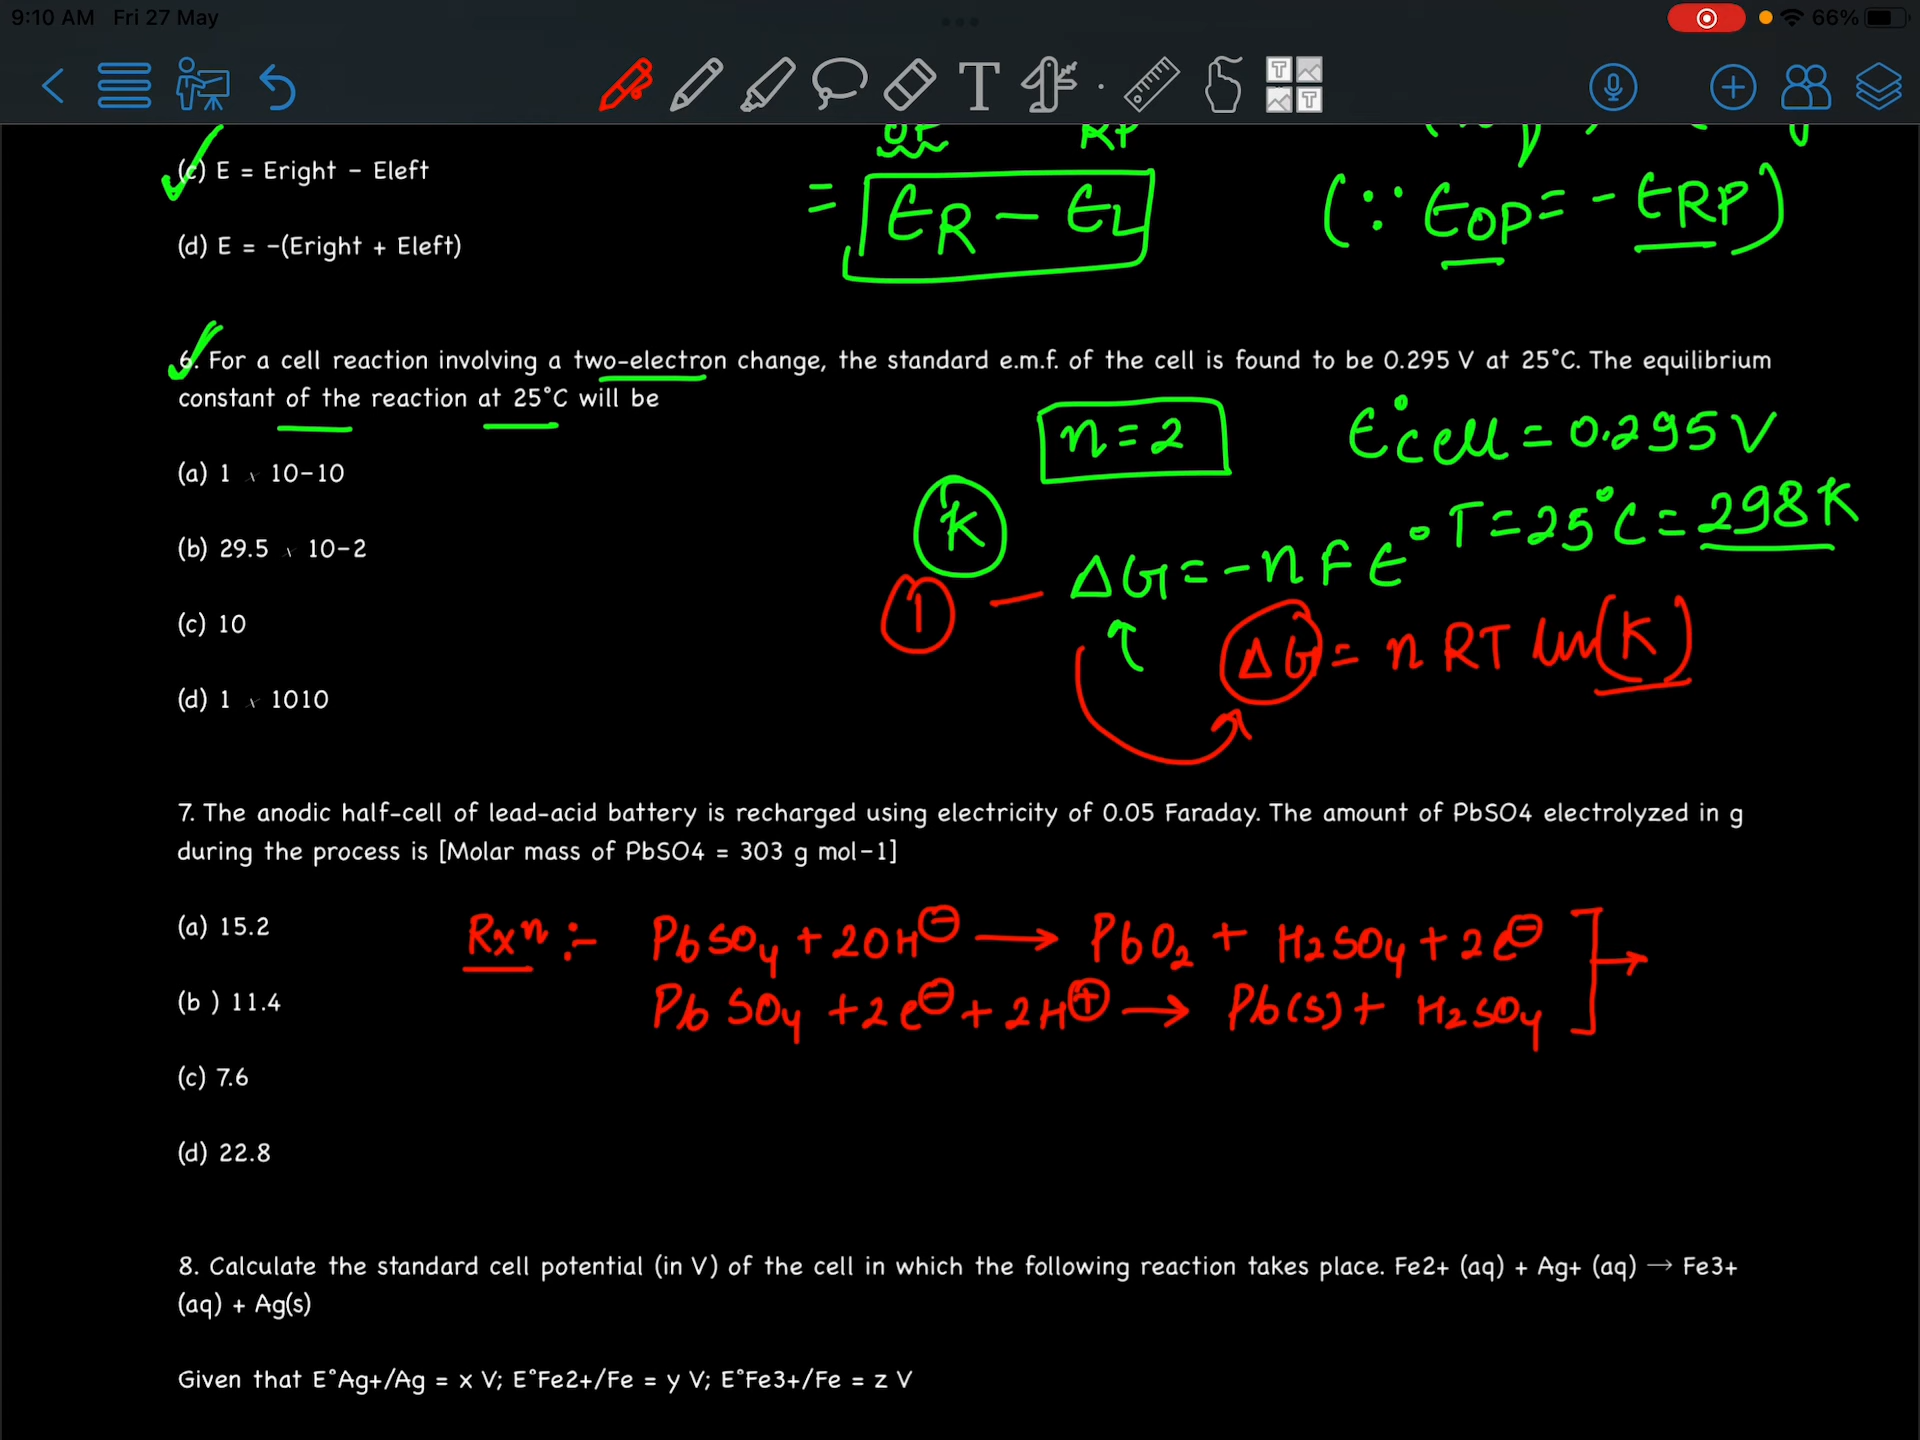 9:10 AM Fri 27 May
66%
OP RP
(c) E = Eright - Eleft
= ER - EL
(∵ EOP = -ERP)
(d) E = -(Eright + Eleft)
6. For a cell reaction involving a two-electron change, the standard e.m.f. of the cell is found to be 0.295 V at 25°C. The equilibrium
constant of the reaction at 25°C will be
n = 2
E°cell = 0.295 V
(a) 1 × 10-10
K
T = 25°C = 298 K
(b) 29.5 × 10-2
① — ΔG = -nFE°
(c) 10
ΔG = nRT ln(K)
(d) 1 × 1010
7. The anodic half-cell of lead-acid battery is recharged using electricity of 0.05 Faraday. The amount of PbSO4 electrolyzed in g
during the process is [Molar mass of PbSO4 = 303 g mol-1]
(a) 15.2
Rxⁿ :- PbSO₄ + 2OH⊖ → PbO₂ + H₂SO₄ + 2e⊖
(b ) 11.4
PbSO₄ + 2e⊖ + 2H⊕ → Pb(s) + H₂SO₄
(c) 7.6
(d) 22.8
8. Calculate the standard cell potential (in V) of the cell in which the following reaction takes place. Fe2+ (aq) + Ag+ (aq) → Fe3+
(aq) + Ag(s)
Given that E°Ag+/Ag = x V; E°Fe2+/Fe = y V; E°Fe3+/Fe = z V